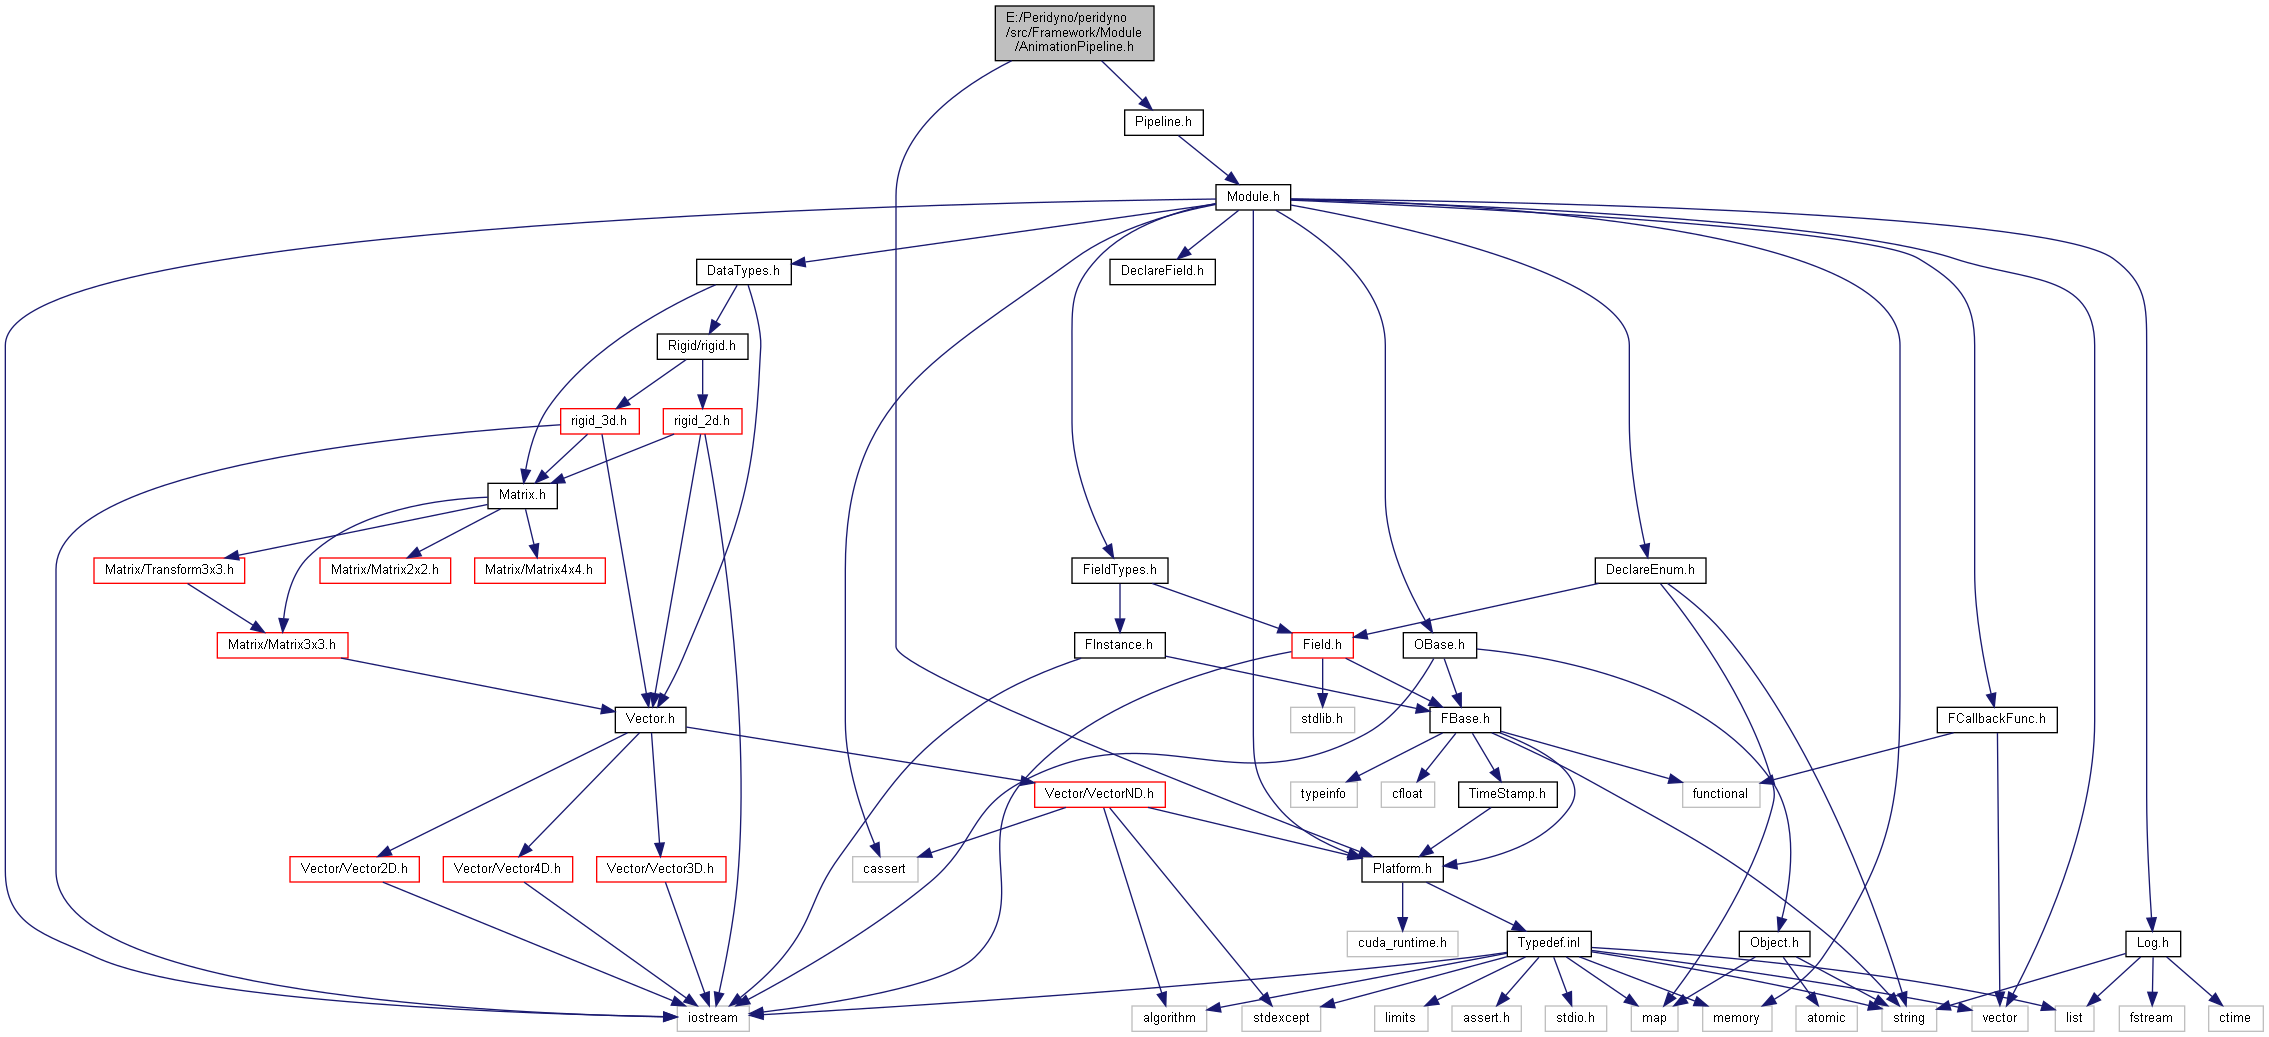 E:/Peridyno/peridyno
/src/Framework/Module
/AnimationPipeline.h
Pipeline.h
Module.h
DataTypes.h
DeclareField.h
Rigid/rigid.h
rigid_3d.h
rigid_2d.h
Matrix.h
Matrix/Transform3x3.h
Matrix/Matrix2x2.h
Matrix/Matrix4x4.h
FieldTypes.h
DeclareEnum.h
Matrix/Matrix3x3.h
FInstance.h
Field.h
OBase.h
Vector.h
stdlib.h
FBase.h
FCallbackFunc.h
Vector/VectorND.h
typeinfo
cfloat
TimeStamp.h
functional
Vector/Vector2D.h
Vector/Vector4D.h
Vector/Vector3D.h
cassert
Platform.h
cuda_runtime.h
Typedef.inl
Object.h
Log.h
iostream
algorithm
stdexcept
limits
assert.h
stdio.h
map
memory
atomic
string
vector
list
fstream
ctime